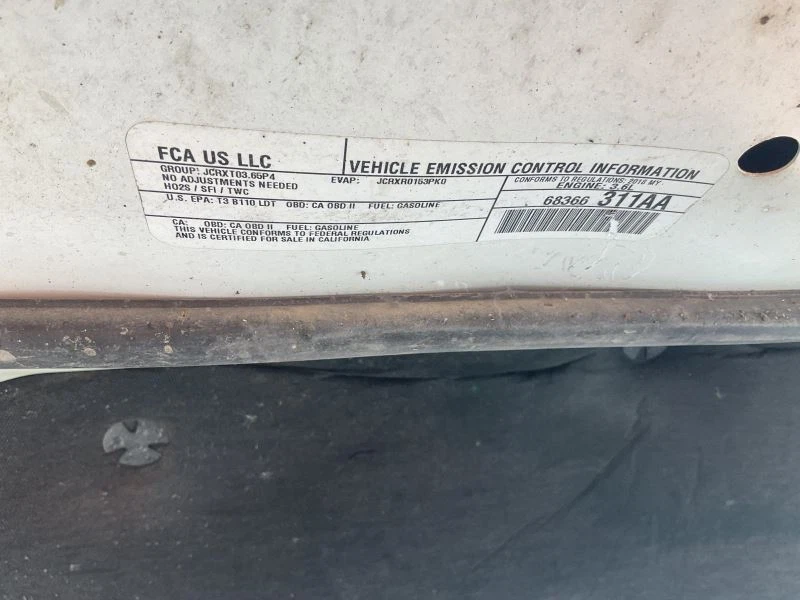 FCA US LLC
VEHICLE EMISSION CONTROL INFORMATION
GROUP: JCRXT03.65P4
EVAP: JCRXR0153PK0
CONFORMS TO REGULATIONS: 2018 MY
NO ADJUSTMENTS NEEDED
ENGINE: 3.6L
HO2S / SFI / TWC
U.S. EPA: T3 B110 LDT OBD: CA OBD II FUEL: GASOLINE
68366 311AA
CA: OBD: CA OBD II FUEL: GASOLINE
THIS VEHICLE CONFORMS TO FEDERAL REGULATIONS
AND IS CERTIFIED FOR SALE IN CALIFORNIA